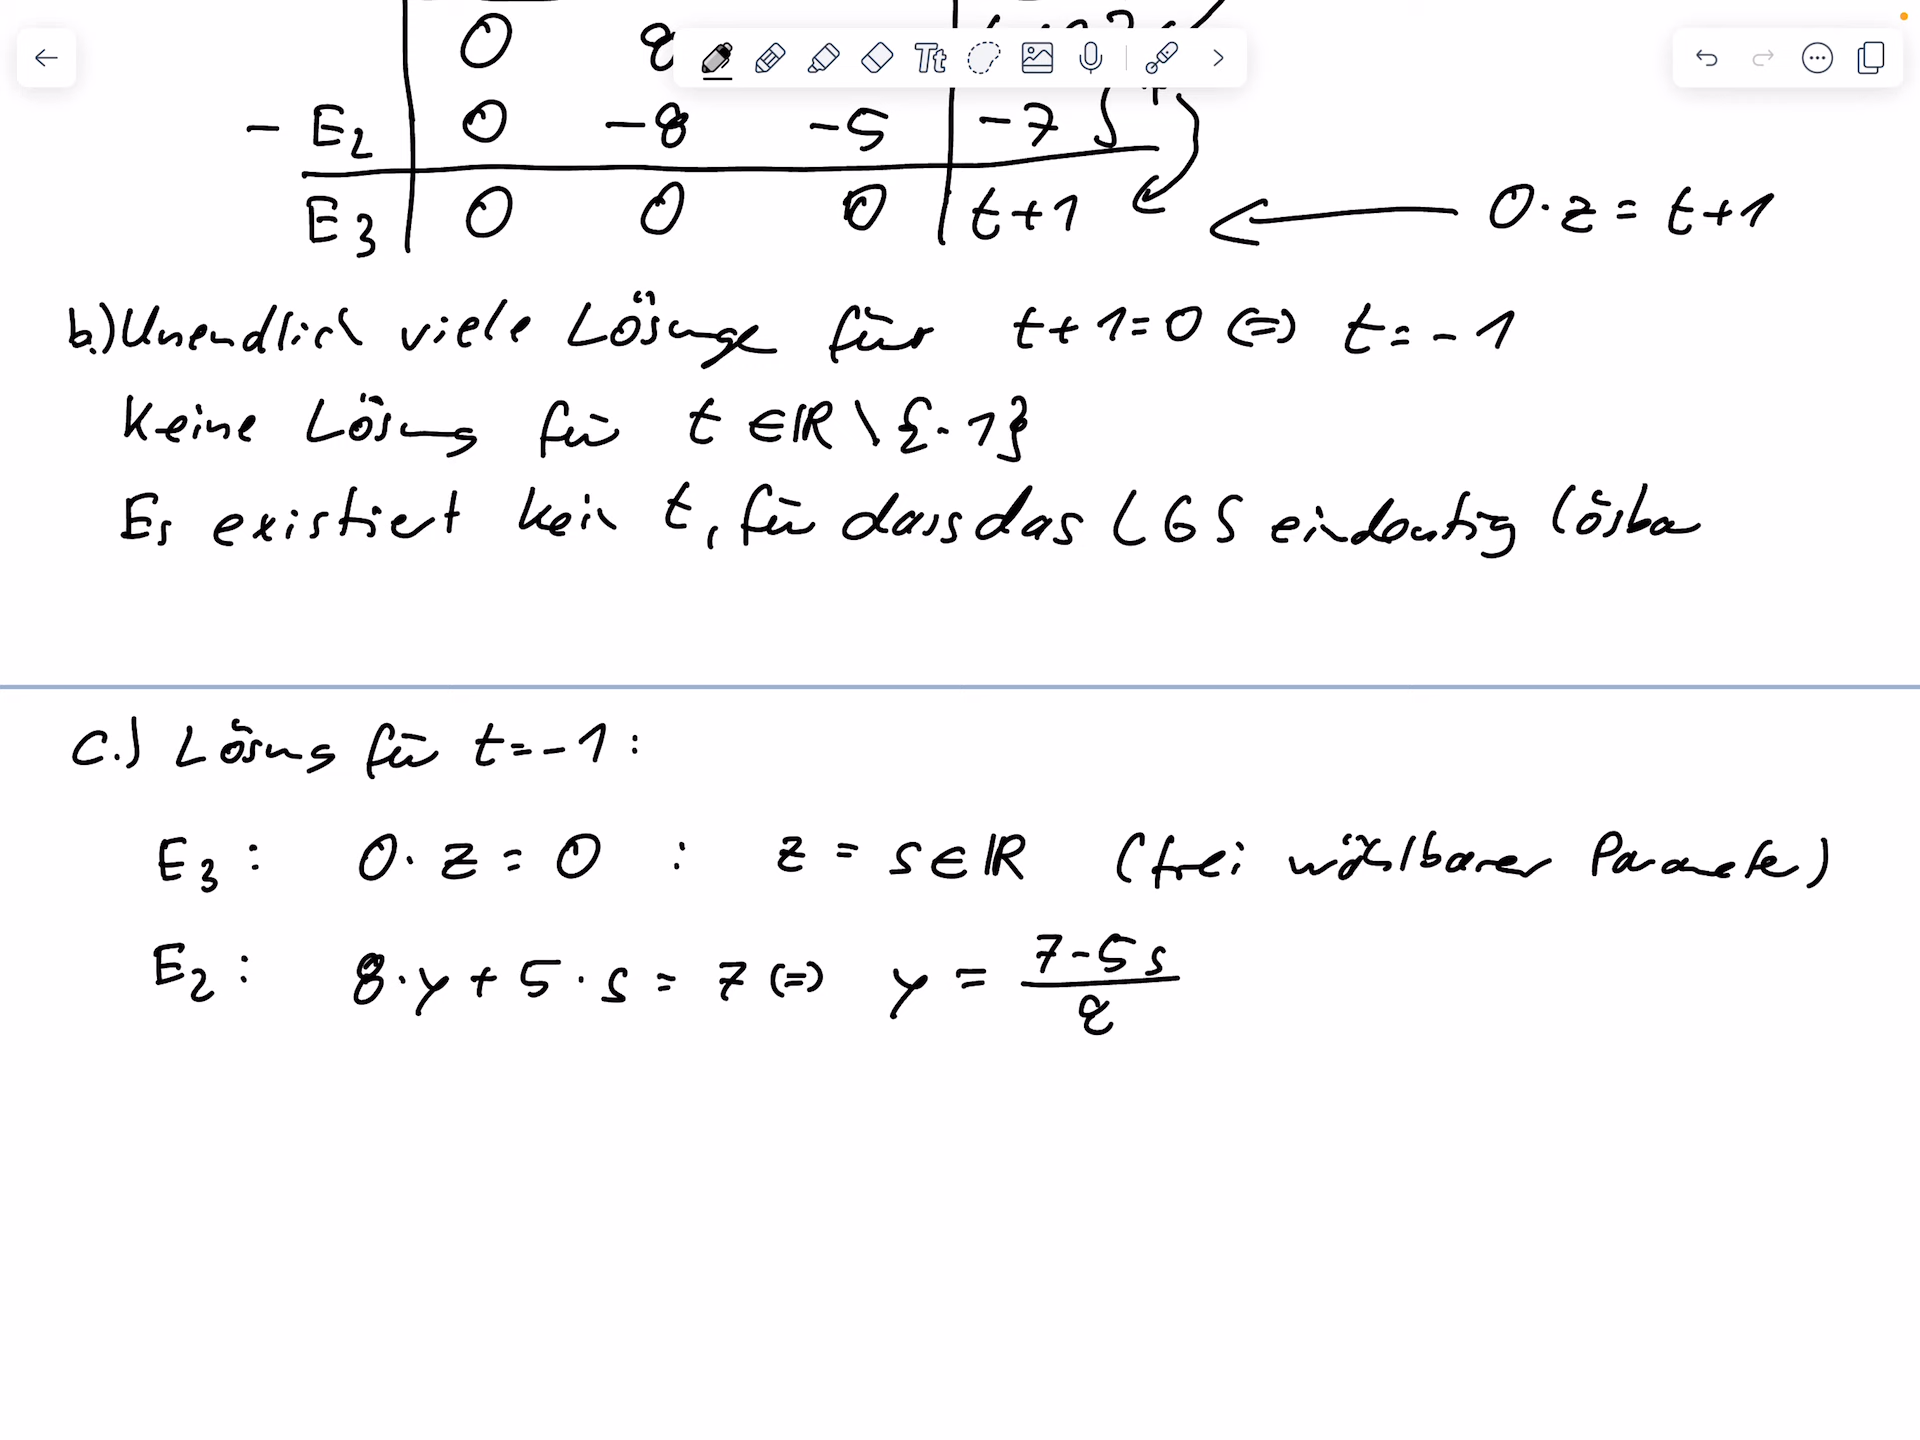 0 8
- E2 0 -8 -5 -7
E3 0 0 0 t+1 0·z = t+1
b.) Unendlich viele Lösunge für t+1=0 (=) t=-1
Keine Lösung für t ∈ ℝ \ {-1}
Es existiert kein t, für dass das LGS eindeutig lösba
c.) Lösung für t=-1:
E3: 0·z = 0 : z = s ∈ ℝ (frei wählbarer Paramete)
E2: 8·y + 5·s = 7 (=) y = (7-5s)/8